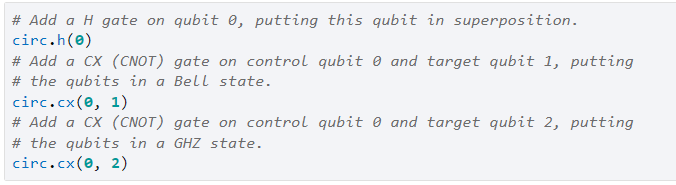 # Add a H gate on qubit 0, putting this qubit in superposition.
circ.h(0)
# Add a CX (CNOT) gate on control qubit 0 and target qubit 1, putting
# the qubits in a Bell state.
circ.cx(0, 1)
# Add a CX (CNOT) gate on control qubit 0 and target qubit 2, putting
# the qubits in a GHZ state.
circ.cx(0, 2)